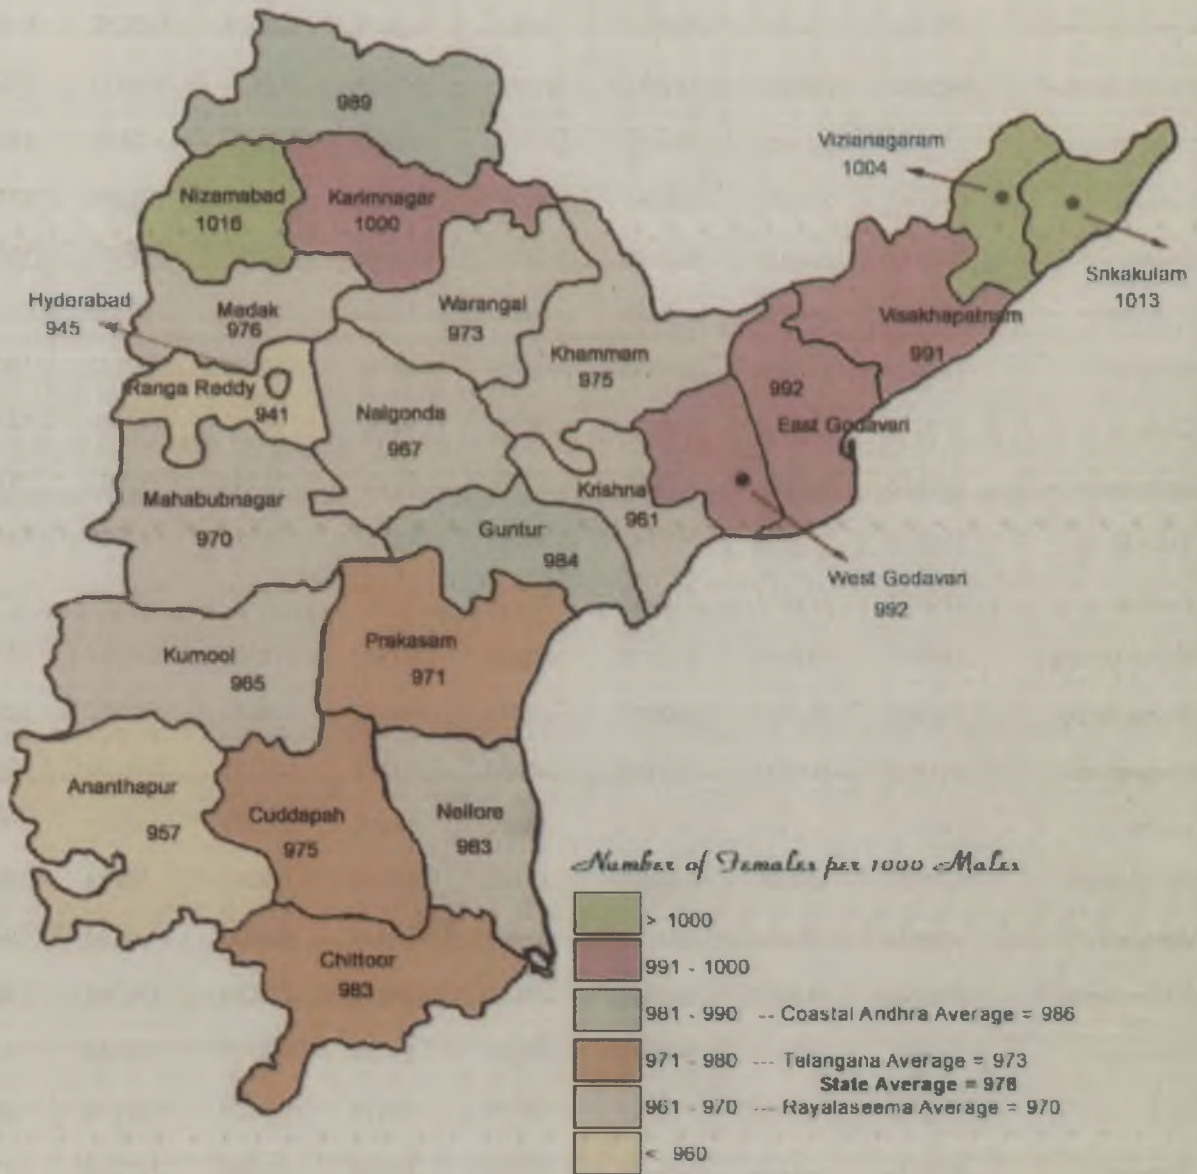 989
Vizianagaram
1004
Nizamabad
1016
Karimnagar
1000
Srikakulam
1013
Hyderabad
945
Madak
976
Warangal
973
Visakhapatnam
991
Khammam
975
Ranga Reddy
941
992
East Godavari
Nalgonda
967
Mahabubnagar
970
Krishna
961
Guntur
984
West Godavari
992
Prakasam
971
Kurnool
965
Ananthapur
957
Cuddapah
975
Nellore
983
Chittoor
983
Number of Females per 1000 Males
> 1000
991 - 1000
981 - 990 -- Coastal Andhra Average = 986
971 - 980 --- Telangana Average = 973
State Average = 978
961 - 970 --- Rayalaseema Average = 970
< 960